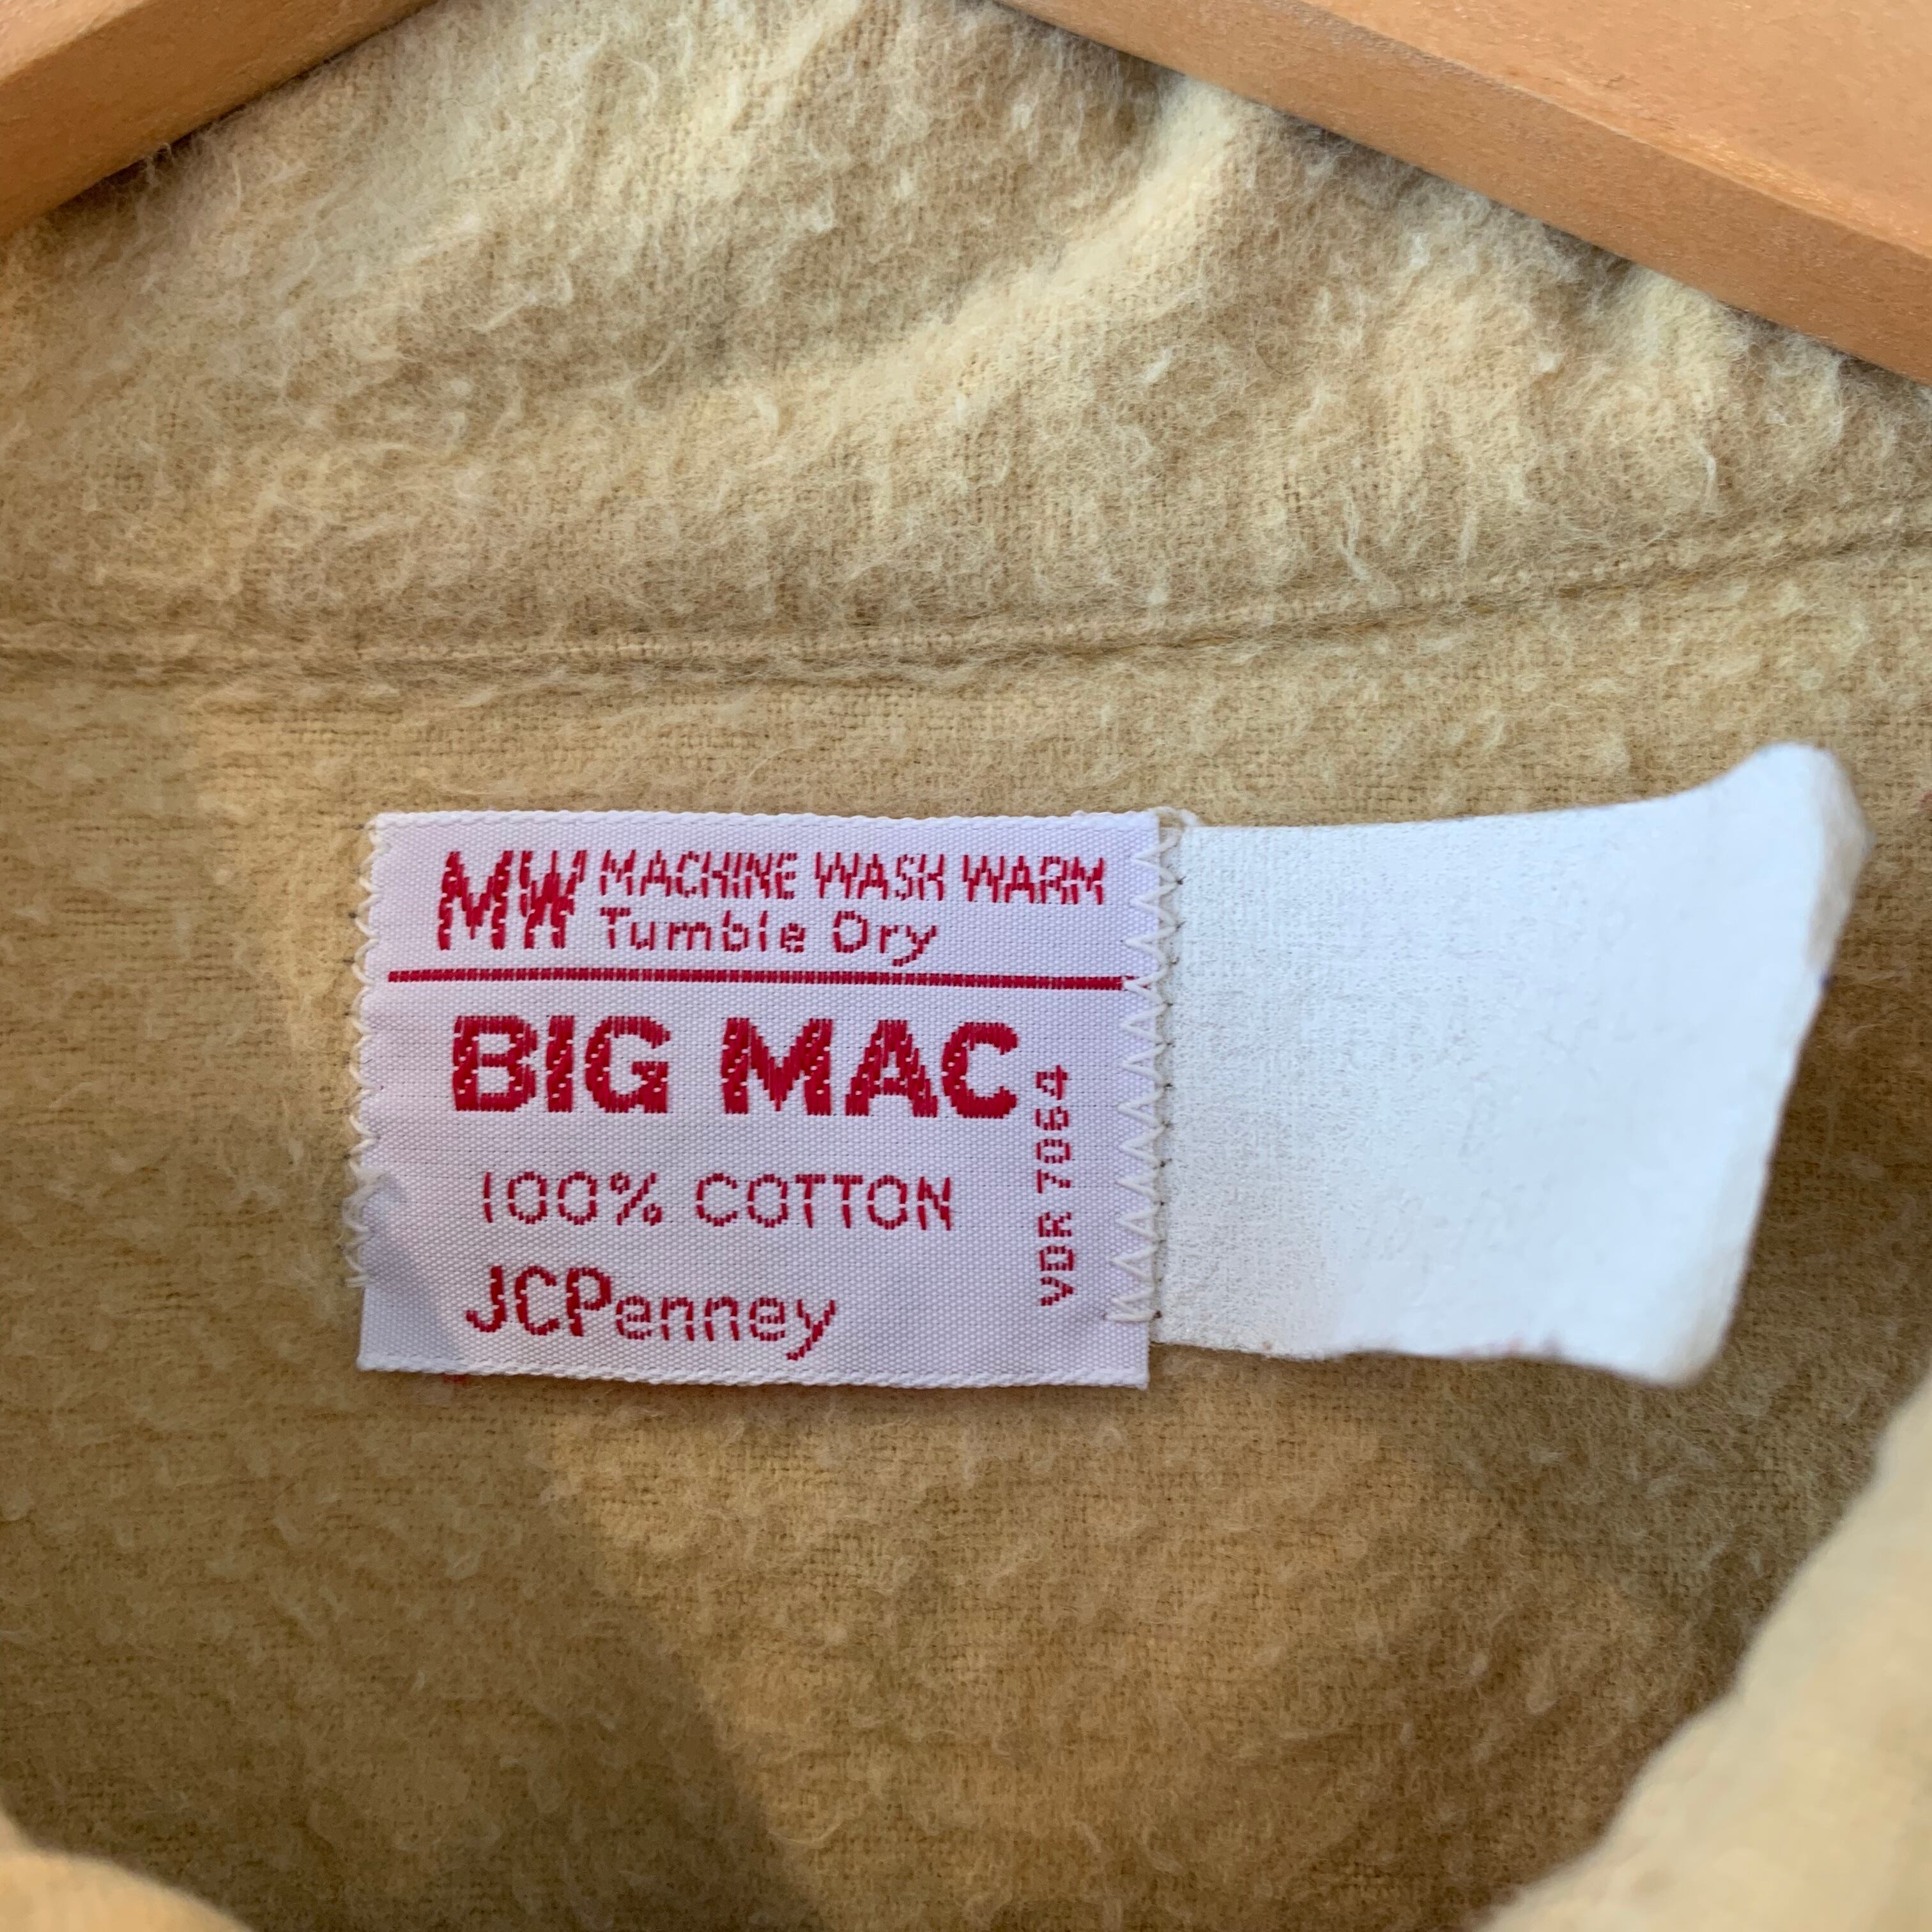 MW MACHINE WASH WARM
Tumble Dry
BIG MAC
100% COTTON
JCPenney
VDR 7064